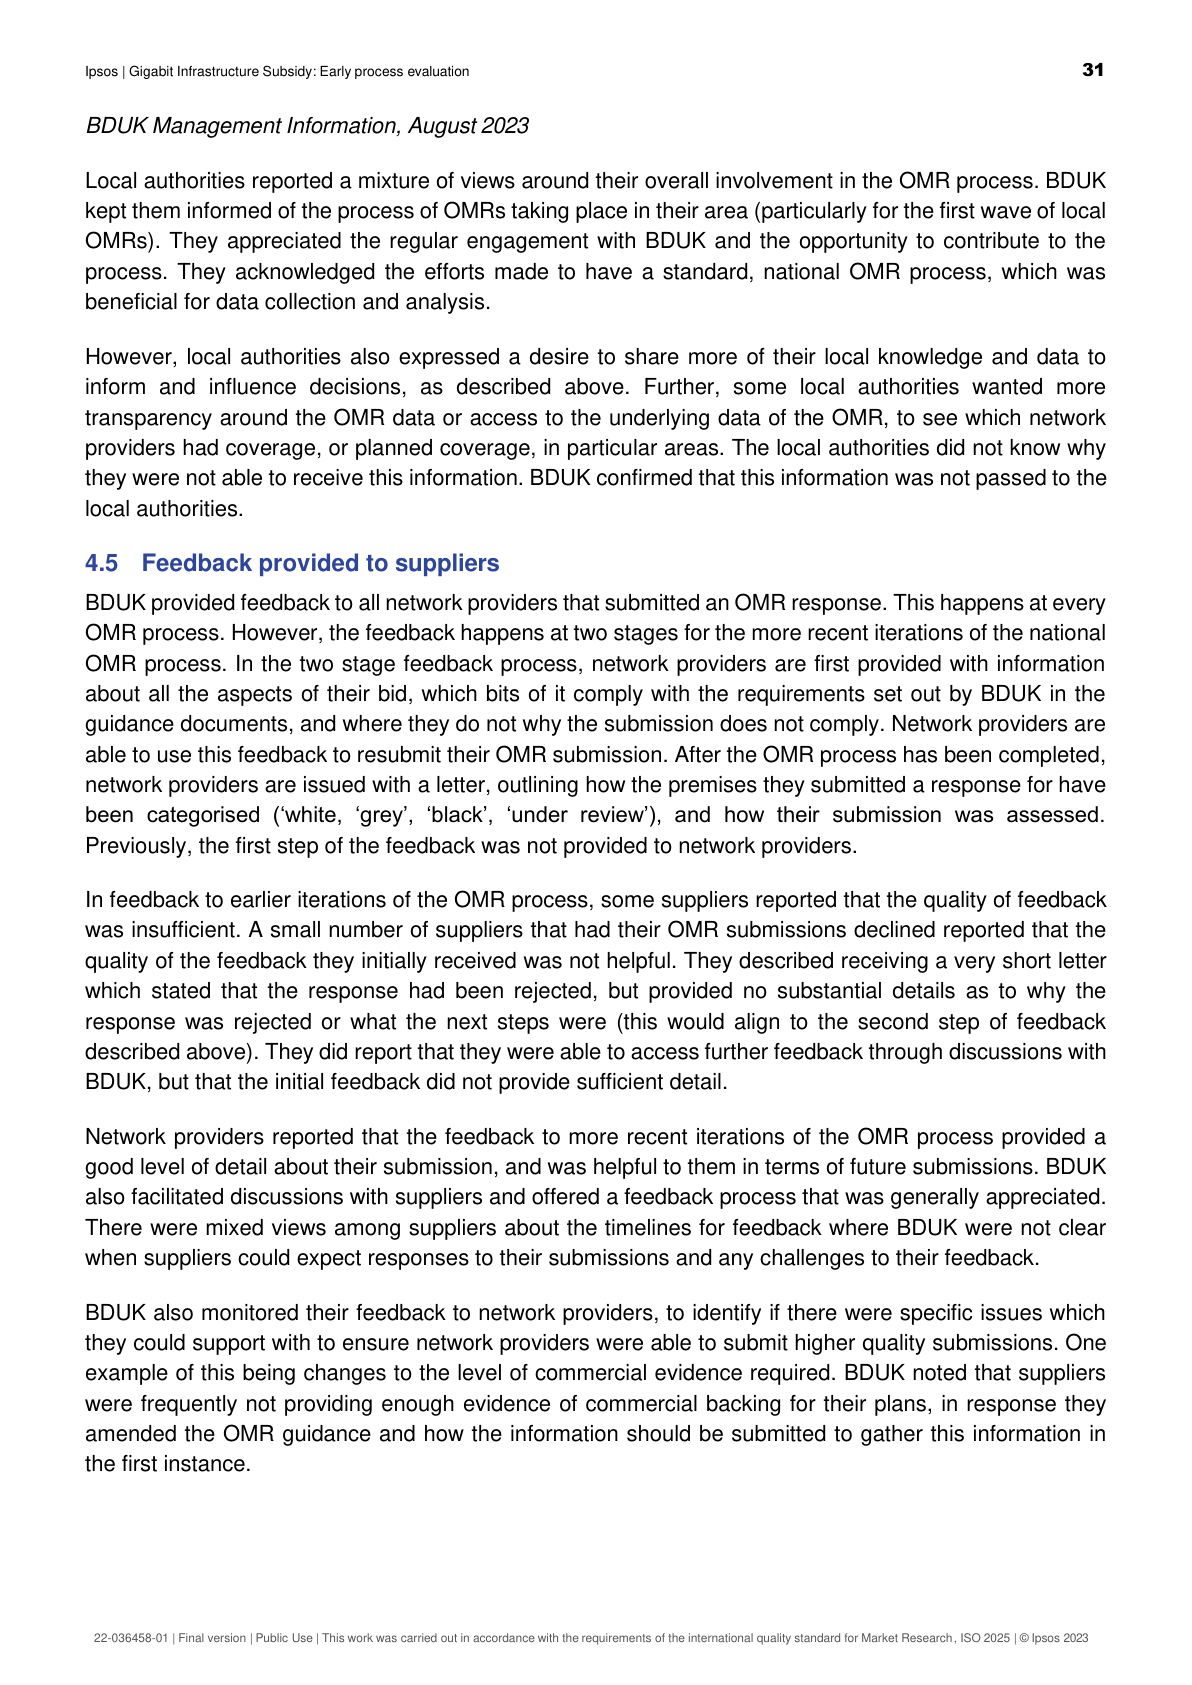 Ipsos | Gigabit Infrastructure Subsidy: Early process evaluation 31
BDUK Management Information, August 2023
Local authorities reported a mixture of views around their overall involvement in the OMR process. BDUK
kept them informed of the process of OMRs taking place in their area (particularly for the first wave of local
OMRs). They appreciated the regular engagement with BDUK and the opportunity to contribute to the
process. They acknowledged the efforts made to have a standard, national OMR process, which was
beneficial for data collection and analysis.
However, local authorities also expressed a desire to share more of their local knowledge and data to
inform and influence decisions, as described above. Further, some local authorities wanted more
transparency around the OMR data or access to the underlying data of the OMR, to see which network
providers had coverage, or planned coverage, in particular areas. The local authorities did not know why
they were not able to receive this information. BDUK confirmed that this information was not passed to the
local authorities.
4.5 Feedback provided to suppliers
BDUK provided feedback to all network providers that submitted an OMR response. This happens at every
OMR process. However, the feedback happens at two stages for the more recent iterations of the national
OMR process. In the two stage feedback process, network providers are first provided with information
about all the aspects of their bid, which bits of it comply with the requirements set out by BDUK in the
guidance documents, and where they do not why the submission does not comply. Network providers are
able to use this feedback to resubmit their OMR submission. After the OMR process has been completed,
network providers are issued with a letter, outlining how the premises they submitted a response for have
been categorised (‘white, ‘grey’, ‘black’, ‘under review’), and how their submission was assessed.
Previously, the first step of the feedback was not provided to network providers.
In feedback to earlier iterations of the OMR process, some suppliers reported that the quality of feedback
was insufficient. A small number of suppliers that had their OMR submissions declined reported that the
quality of the feedback they initially received was not helpful. They described receiving a very short letter
which stated that the response had been rejected, but provided no substantial details as to why the
response was rejected or what the next steps were (this would align to the second step of feedback
described above). They did report that they were able to access further feedback through discussions with
BDUK, but that the initial feedback did not provide sufficient detail.
Network providers reported that the feedback to more recent iterations of the OMR process provided a
good level of detail about their submission, and was helpful to them in terms of future submissions. BDUK
also facilitated discussions with suppliers and offered a feedback process that was generally appreciated.
There were mixed views among suppliers about the timelines for feedback where BDUK were not clear
when suppliers could expect responses to their submissions and any challenges to their feedback.
BDUK also monitored their feedback to network providers, to identify if there were specific issues which
they could support with to ensure network providers were able to submit higher quality submissions. One
example of this being changes to the level of commercial evidence required. BDUK noted that suppliers
were frequently not providing enough evidence of commercial backing for their plans, in response they
amended the OMR guidance and how the information should be submitted to gather this information in
the first instance.
22-036458-01 | Final version | Public Use | This work was carried out in accordance with the requirements of the international quality standard for Market Research, ISO 2025 | © Ipsos 2023